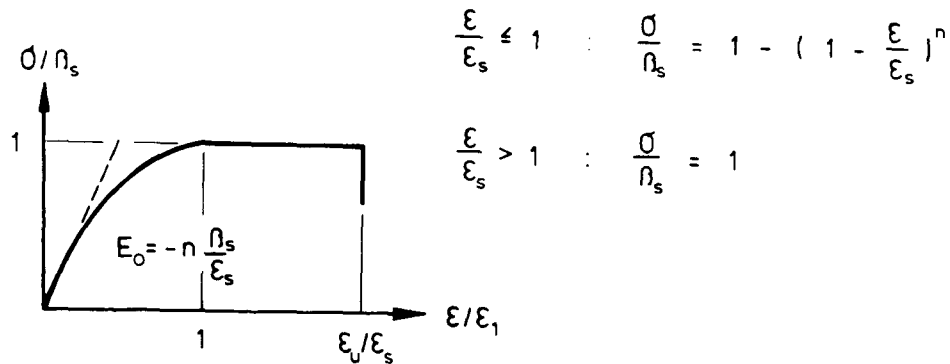 σ/β_s
1
E_0 = -n β_s/ε_s
1
ε_u/ε_s
ε/ε_1
ε/ε_s ≤ 1 : σ/β_s = 1 - ( 1 - ε/ε_s )^n
ε/ε_s > 1 : σ/β_s = 1